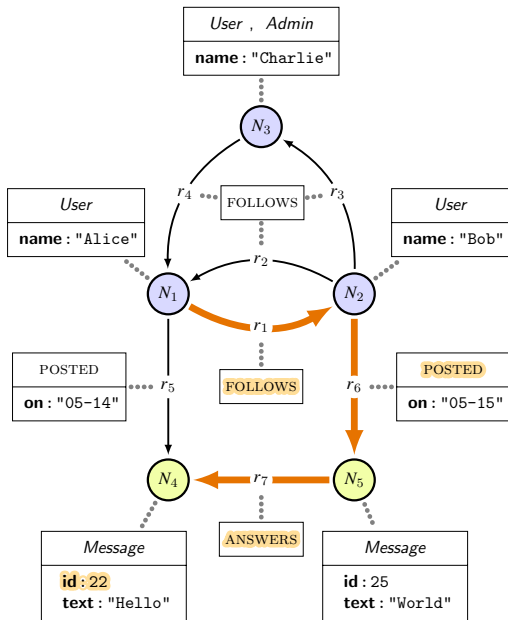 User , Admin
name : "Charlie"
N3
r4
FOLLOWS
r3
User
name : "Alice"
User
name : "Bob"
r2
N1
N2
r1
POSTED
on : "05-14"
r5
FOLLOWS
r6
POSTED
on : "05-15"
N4
r7
N5
ANSWERS
Message
id : 22
text : "Hello"
Message
id : 25
text : "World"